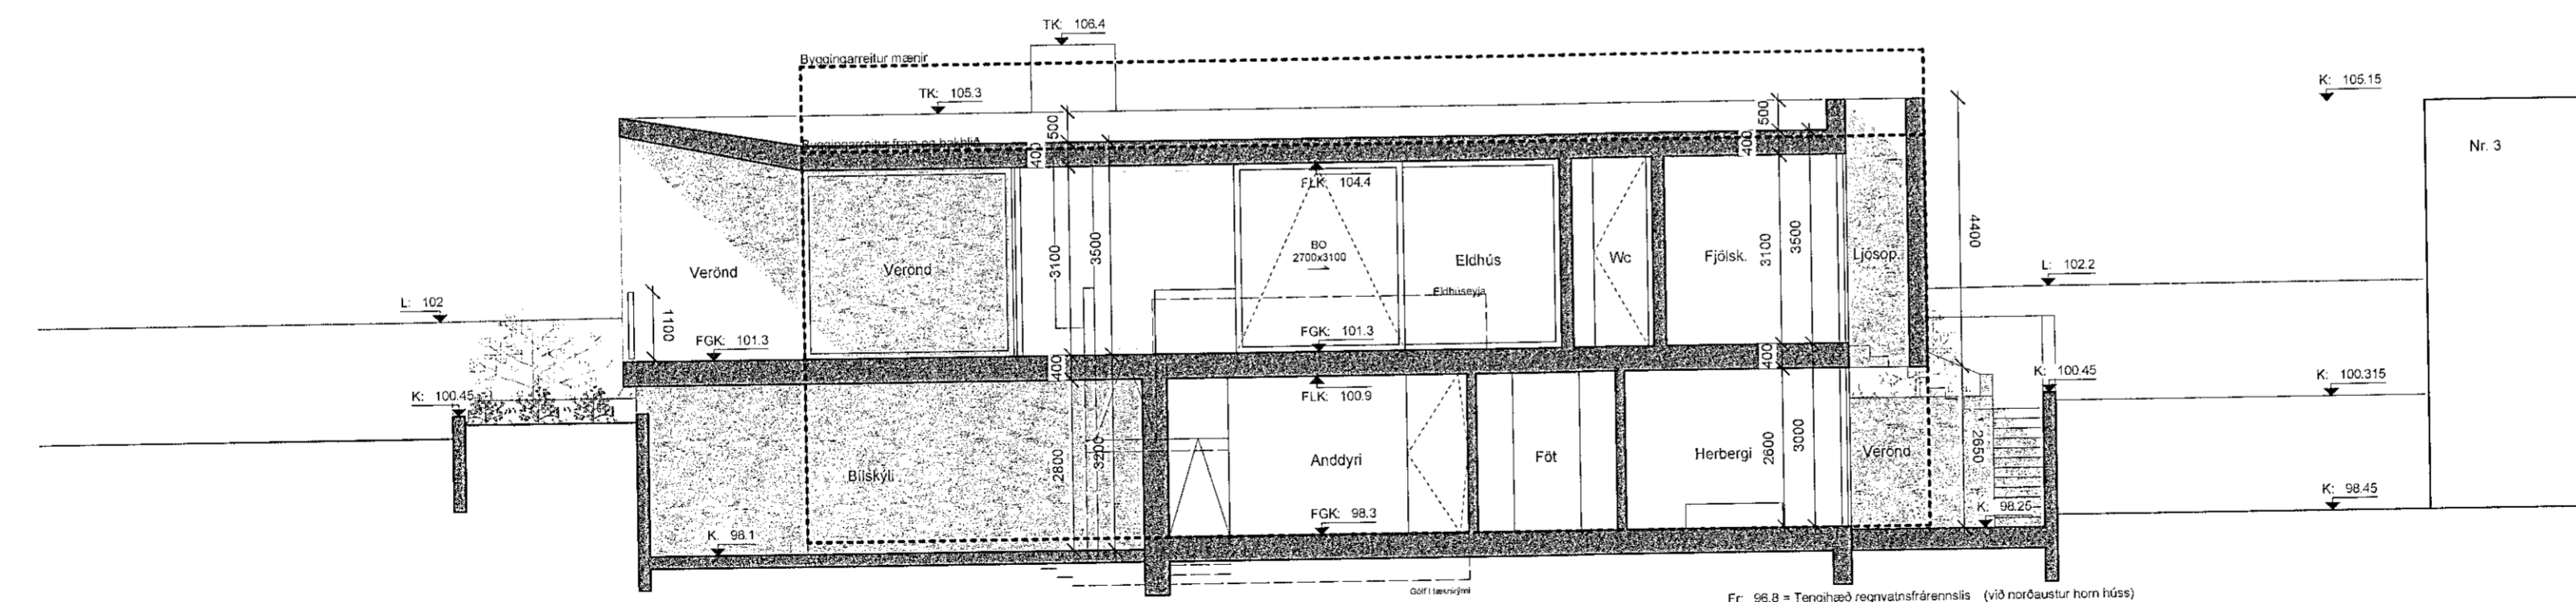 TK: 106.4
Byggingarreitur mænir
K: 105.15
TK: 105.3
500
500
400
Byggingarreitur fram og bakhlið
400
Nr. 3
FLK: 104.4
4400
3100
3500
BO
2700x3100
Eldhús
Wc
Fjölsk.
3100
3500
Ljósop.
Verönd
Verönd
L: 102.2
Eldhúseyja
L: 102
1100
FGK: 101.3
FGK: 101.3
400
400
K: 100.45
K: 100.315
K: 100.45
FLK: 100.9
2800
3200
Bílskýli
Anddyri
Föt
Herbergi
2600
3000
Verönd
2650
K: 98.45
K: 98.25
FGK: 98.3
K: 98.1
Gólf í tæknirými
Fr: 96.8 = Tengihæð regnvatnsfrárennslis (við norðaustur horn húss)